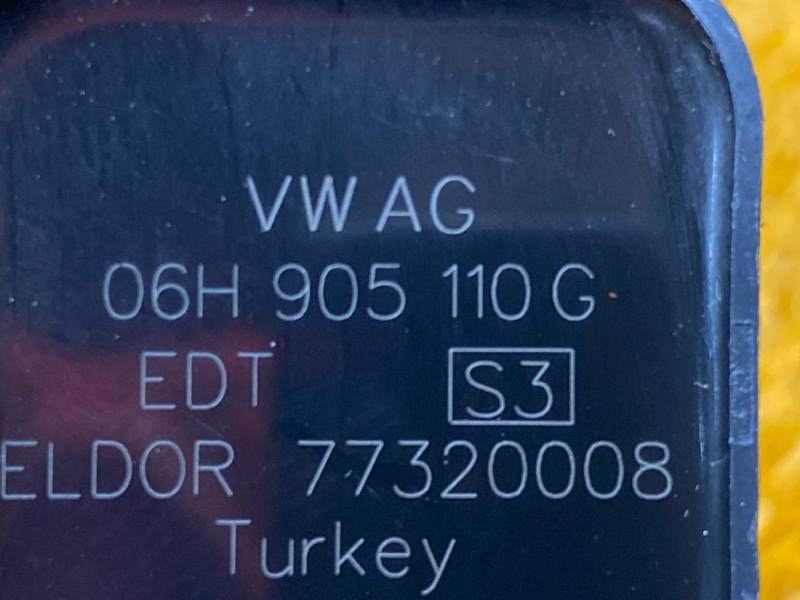 VW AG
06H 905 110 G
EDT S3
ELDOR 77320008
Turkey